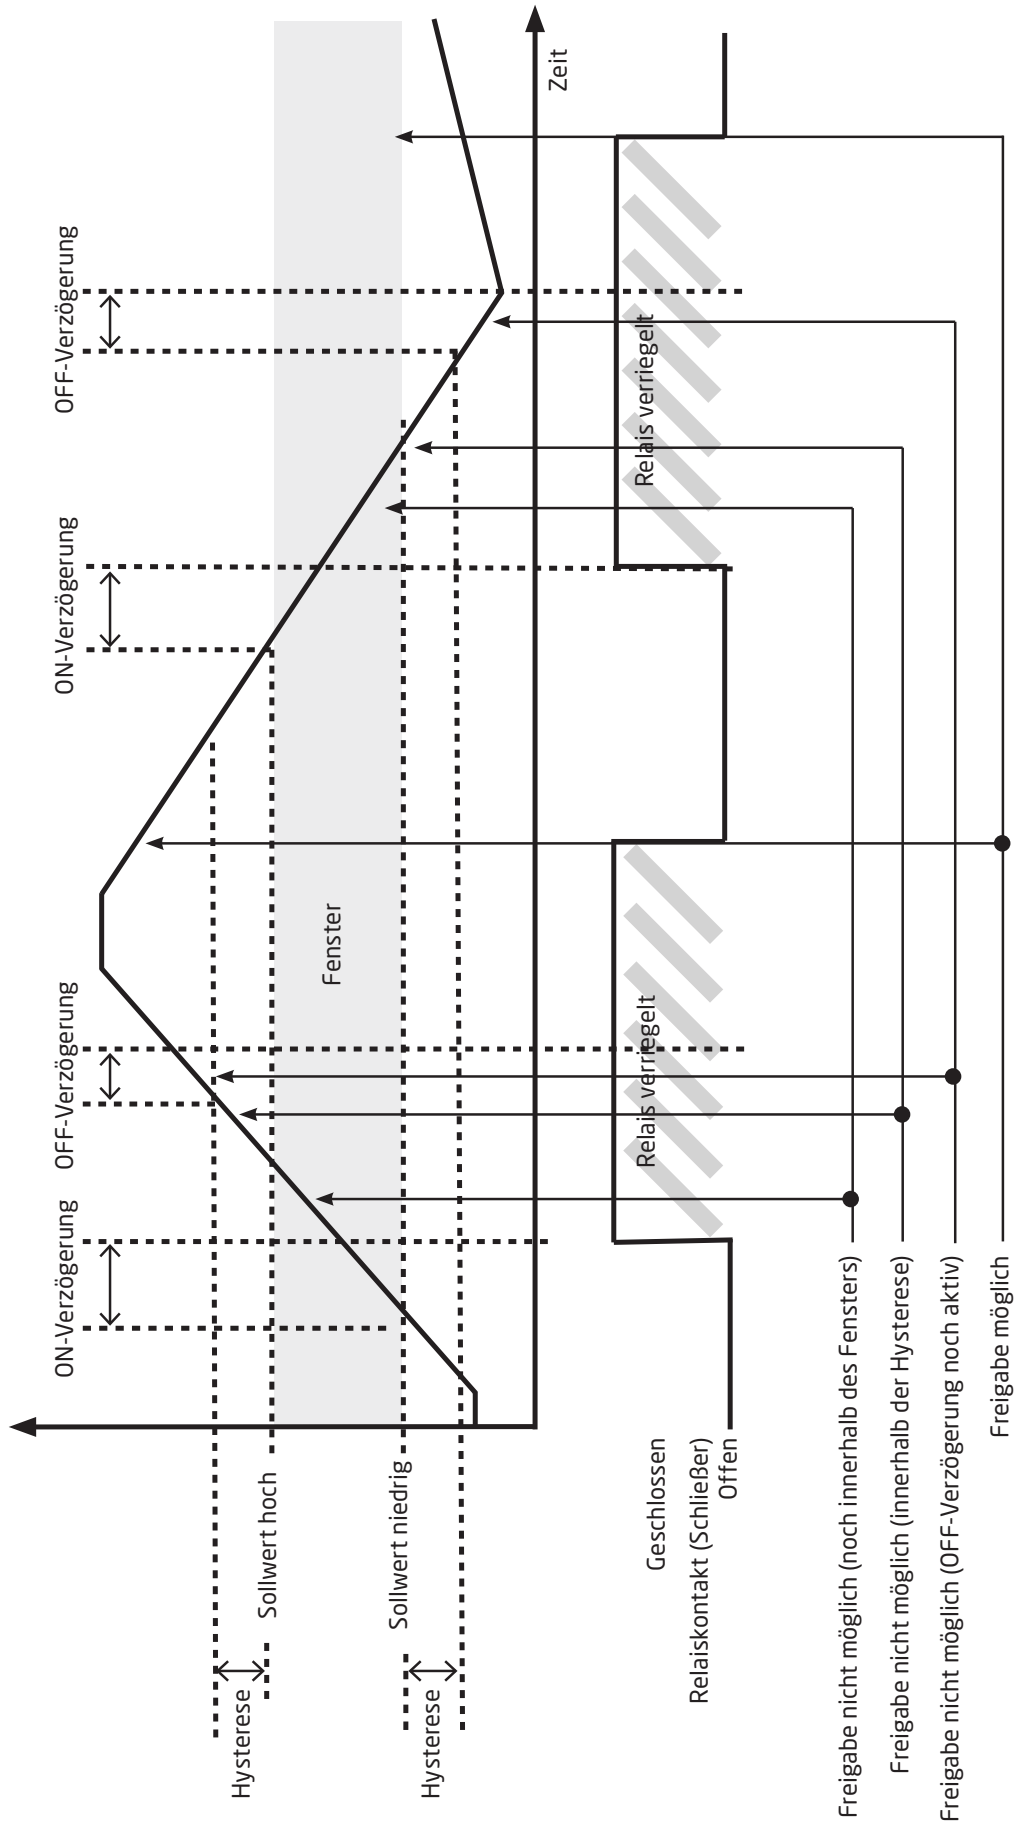 ON-Verzögerung
OFF-Verzögerung
ON-Verzögerung
OFF-Verzögerung
Hysterese
Sollwert hoch
Fenster
Sollwert niedrig
Hysterese
Zeit
Geschlossen
Relaiskontakt (Schließer)
Offen
Relais verriegelt
Relais verriegelt
Freigabe nicht möglich (noch innerhalb des Fensters)
Freigabe nicht möglich (innerhalb der Hysterese)
Freigabe nicht möglich (OFF-Verzögerung noch aktiv)
Freigabe möglich